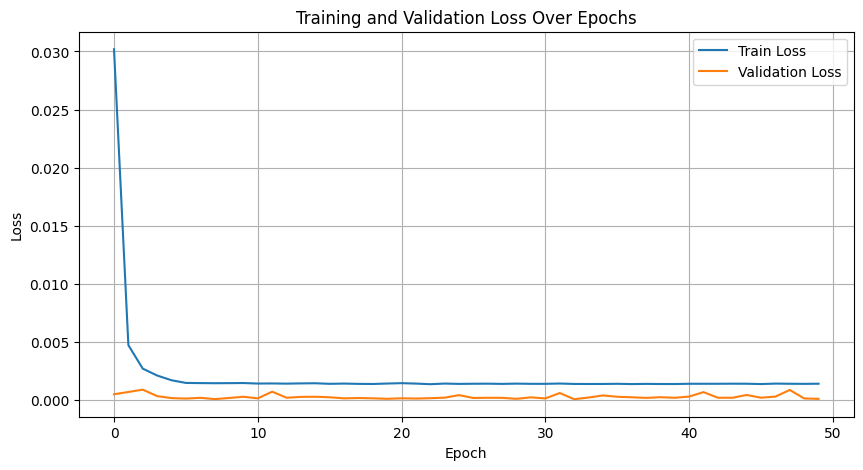 Training and Validation Loss Over Epochs
Train Loss
Validation Loss
0.030
0.025
0.020
0.015
0.010
0.005
0.000
Loss
0 10 20 30 40 50
Epoch